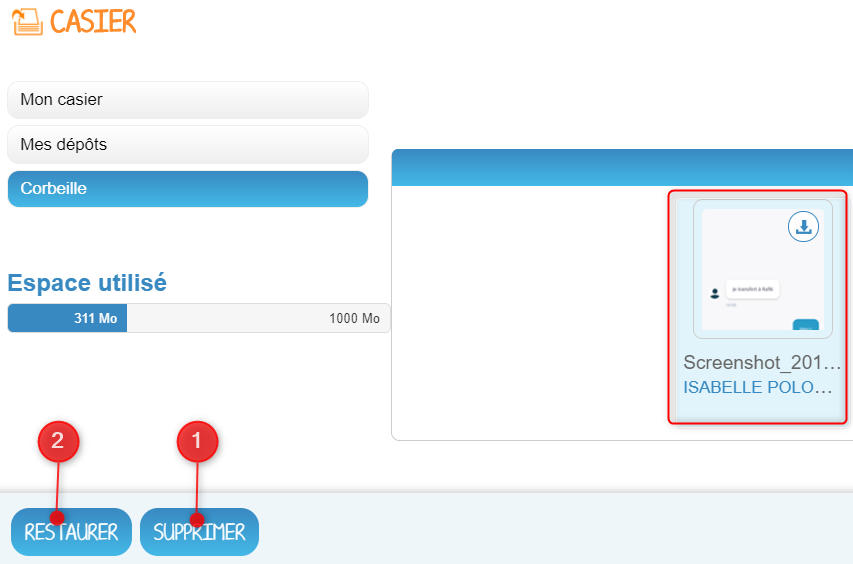 CASIER
Mon casier
Mes dépôts
Corbeille
Espace utilisé
311 Mo
1000 Mo
je transfert à
Screenshot_201...
ISABELLE POLO...
2
1
RESTAURER
SUPPRIMER